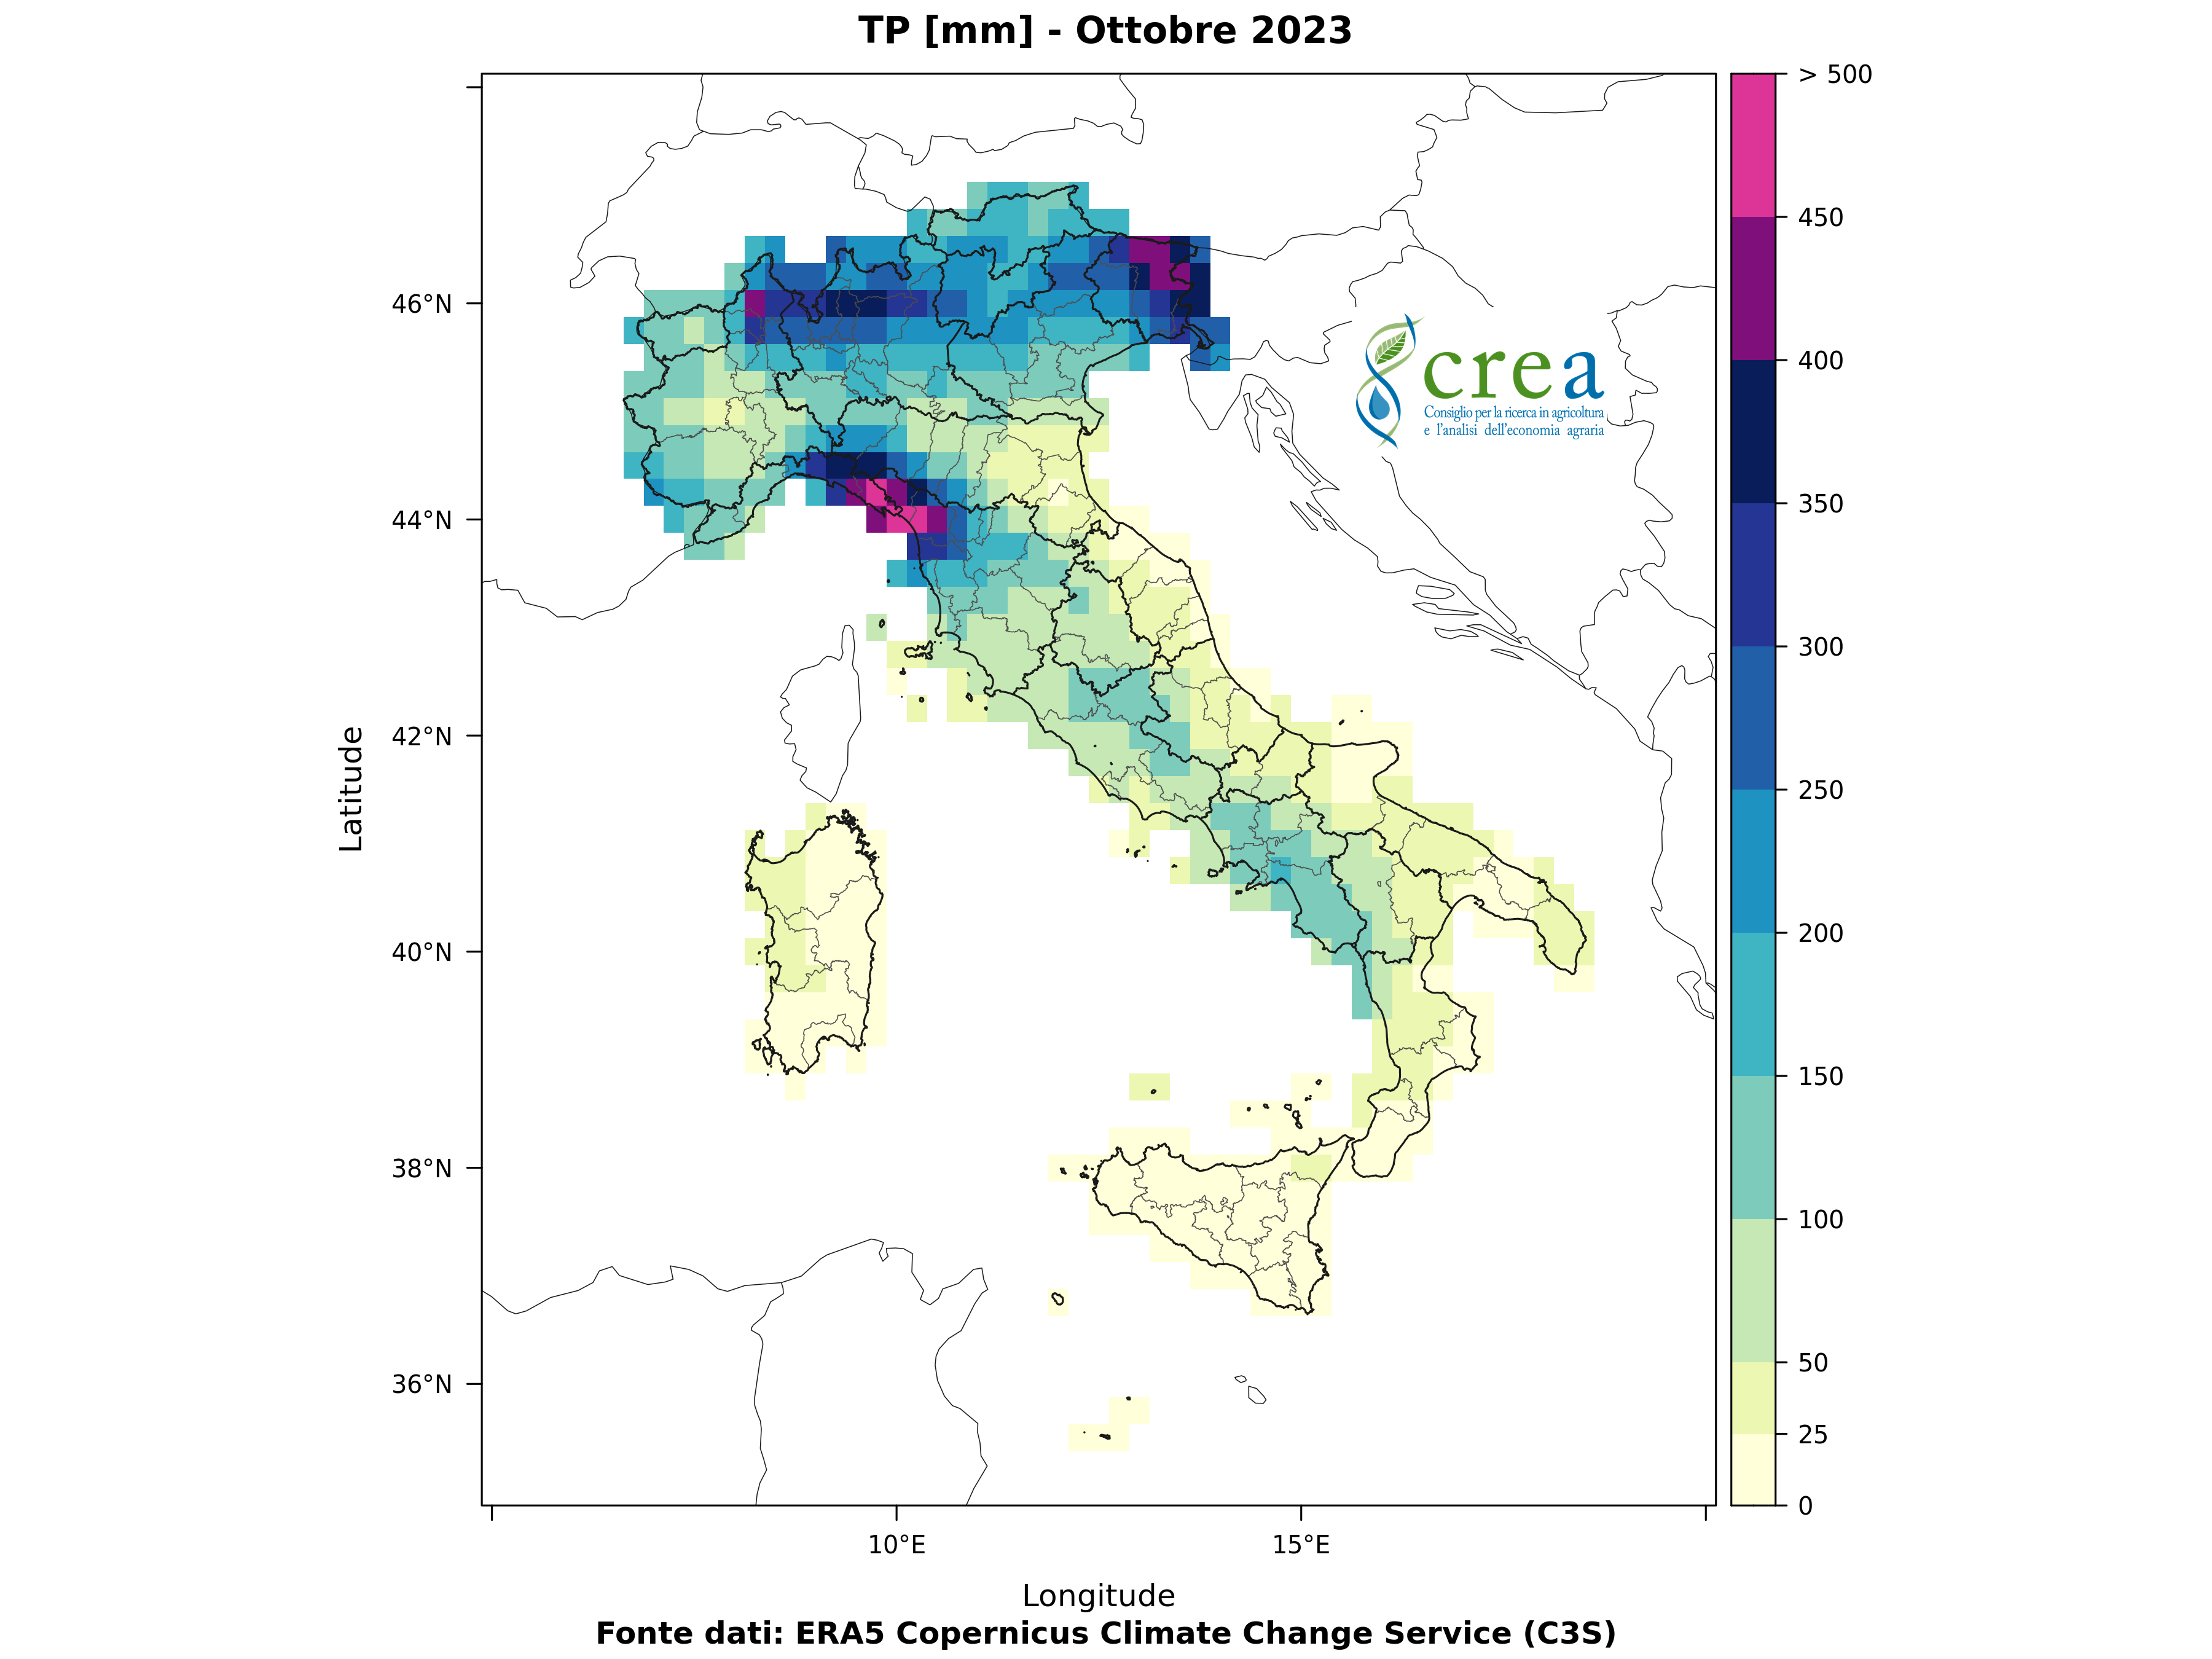 TP [mm] - Ottobre 2023
> 500
450
400
350
300
250
200
150
100
50
25
0
46°N
44°N
42°N
40°N
38°N
36°N
Latitude
crea
Consiglio per la ricerca in agricoltura
e l'analisi dell'economia agraria
10°E
15°E
Longitude
Fonte dati: ERA5 Copernicus Climate Change Service (C3S)